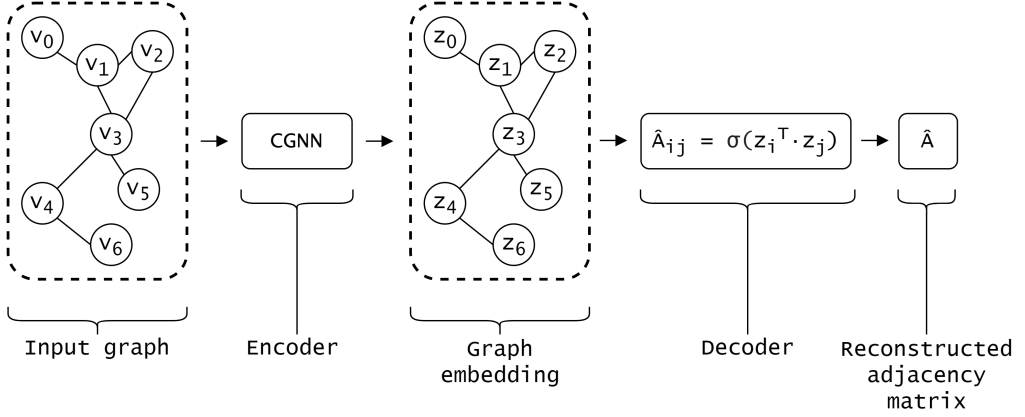 v0
v1
v2
v3
v4
v5
v6
CGNN
z0
z1
z2
z3
z4
z5
z6
Âij = σ(ziᵀ·zj)
Â
Input graph
Encoder
Graph
embedding
Decoder
Reconstructed
adjacency
matrix